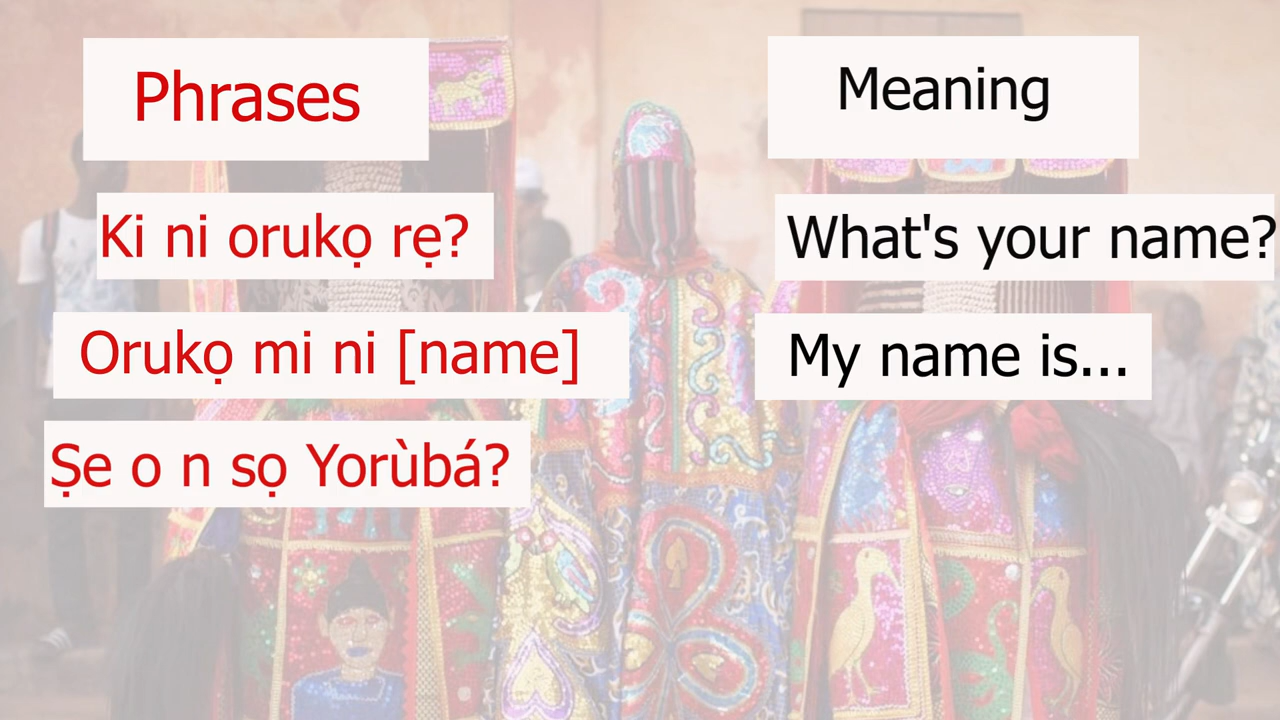 Phrases
Meaning
Ki ni orukọ rẹ?
What's your name?
Orukọ mi ni [name]
My name is...
Ṣe o n sọ Yorùbá?